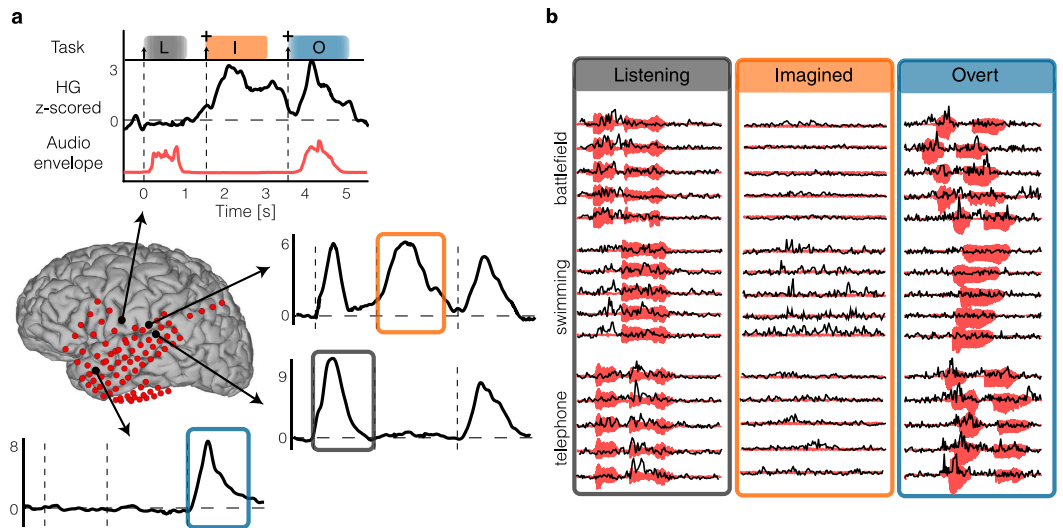 a
Task
L
I
O
HG
z-scored
3
0
Audio
envelope
0
1
2
3
4
5
Time [s]
6
0
9
0
8
0
b
Listening
Imagined
Overt
battlefield
swimming
telephone